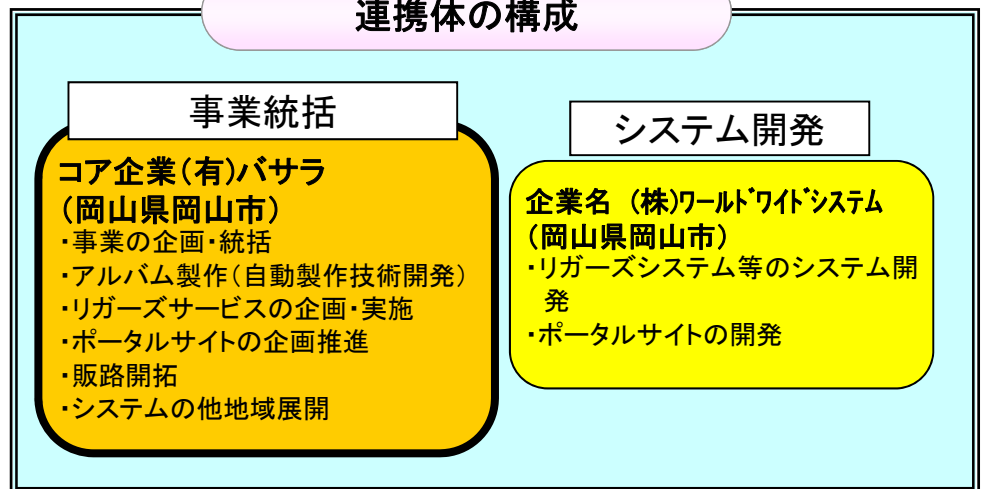 連携体の構成
事業統括
コア企業(有)バサラ
(岡山県岡山市)
・事業の企画・統括
・アルバム製作(自動製作技術開発)
・リガーズサービスの企画・実施
・ポータルサイトの企画推進
・販路開拓
・システムの他地域展開
システム開発
企業名 (株)ﾜｰﾙﾄﾞﾜｲﾄﾞｼｽﾃﾑ
(岡山県岡山市)
・リガーズシステム等のシステム開
発
・ポータルサイトの開発